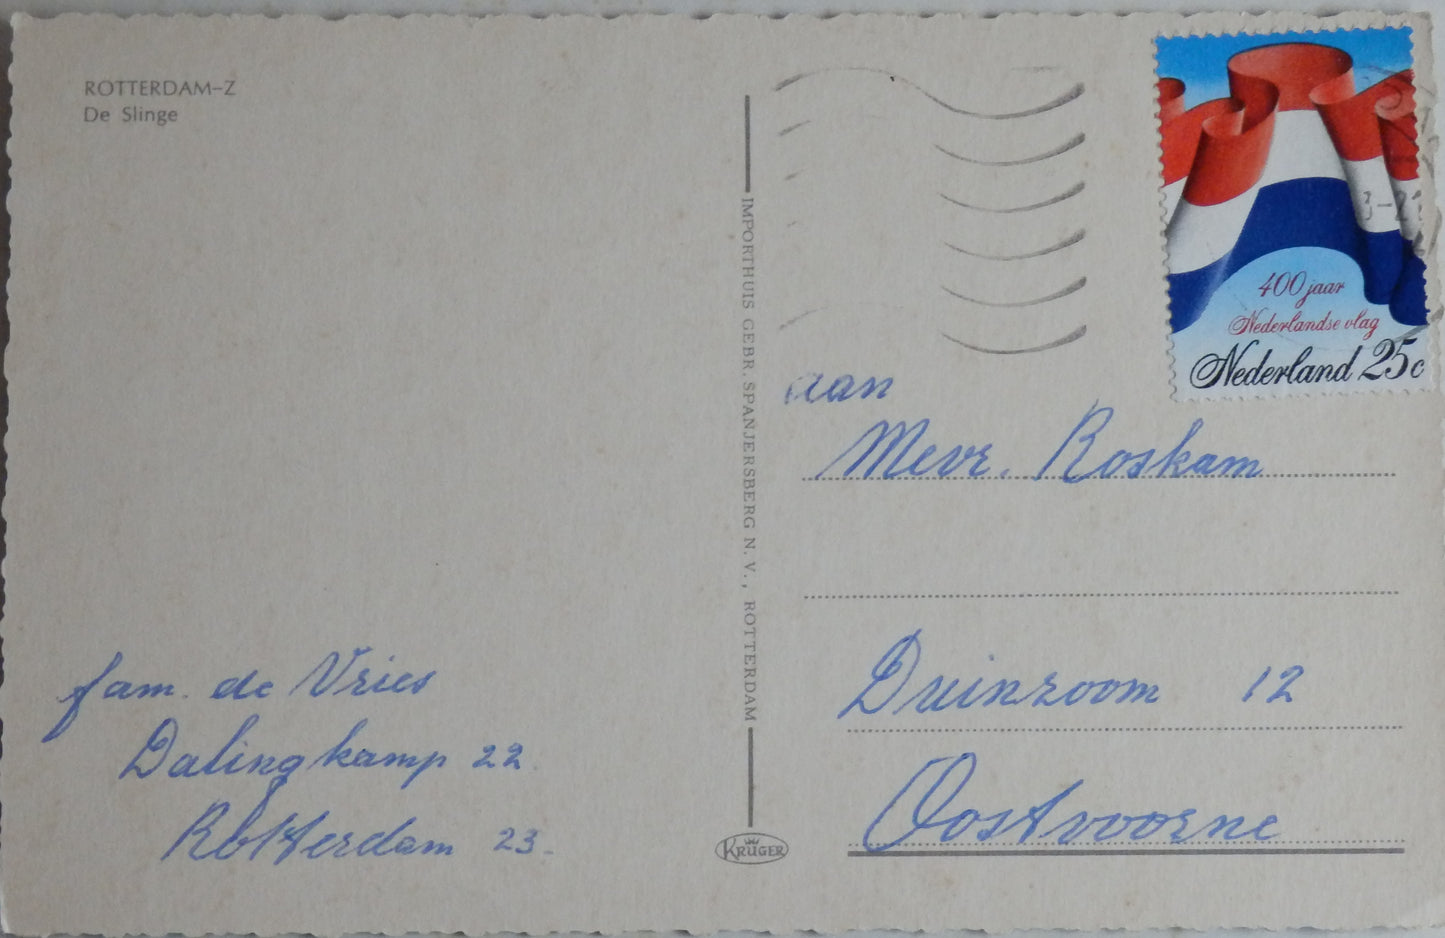 ROTTERDAM-Z
De Slinge
fam. de Vries
Dalingkamp 22
Rotterdam 23.
IMPORTHUIS GEBR. SPANJERSBERG N.V., ROTTERDAM
KRÜGER
400 jaar
Nederlandse vlag
Nederland 25c
aan
Mevr. Roskam
Duinzoom 12
Oostvoorne